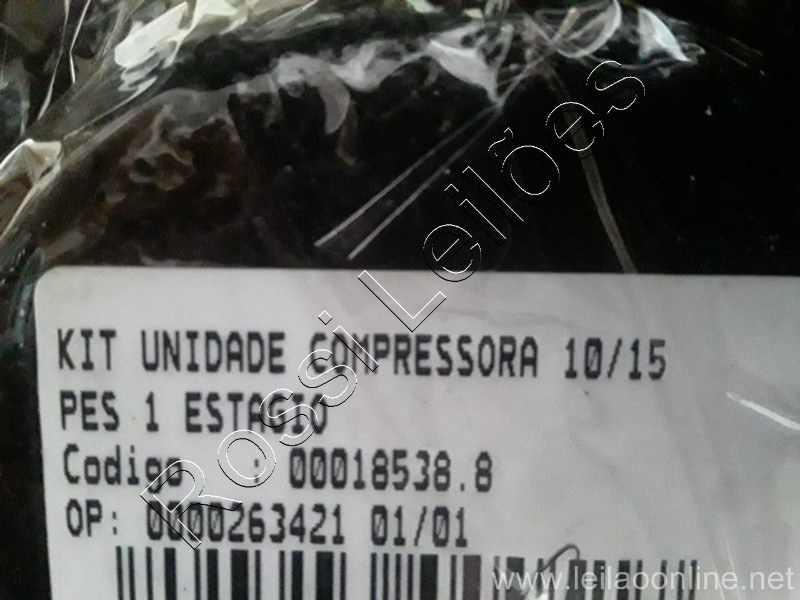 KIT UNIDADE COMPRESSORA 10/15
PES 1 ESTAGIO
Codigo : 00018538.8
OP: 0000263421 01/01
Rossi Leilões
www.leilaoonline.net